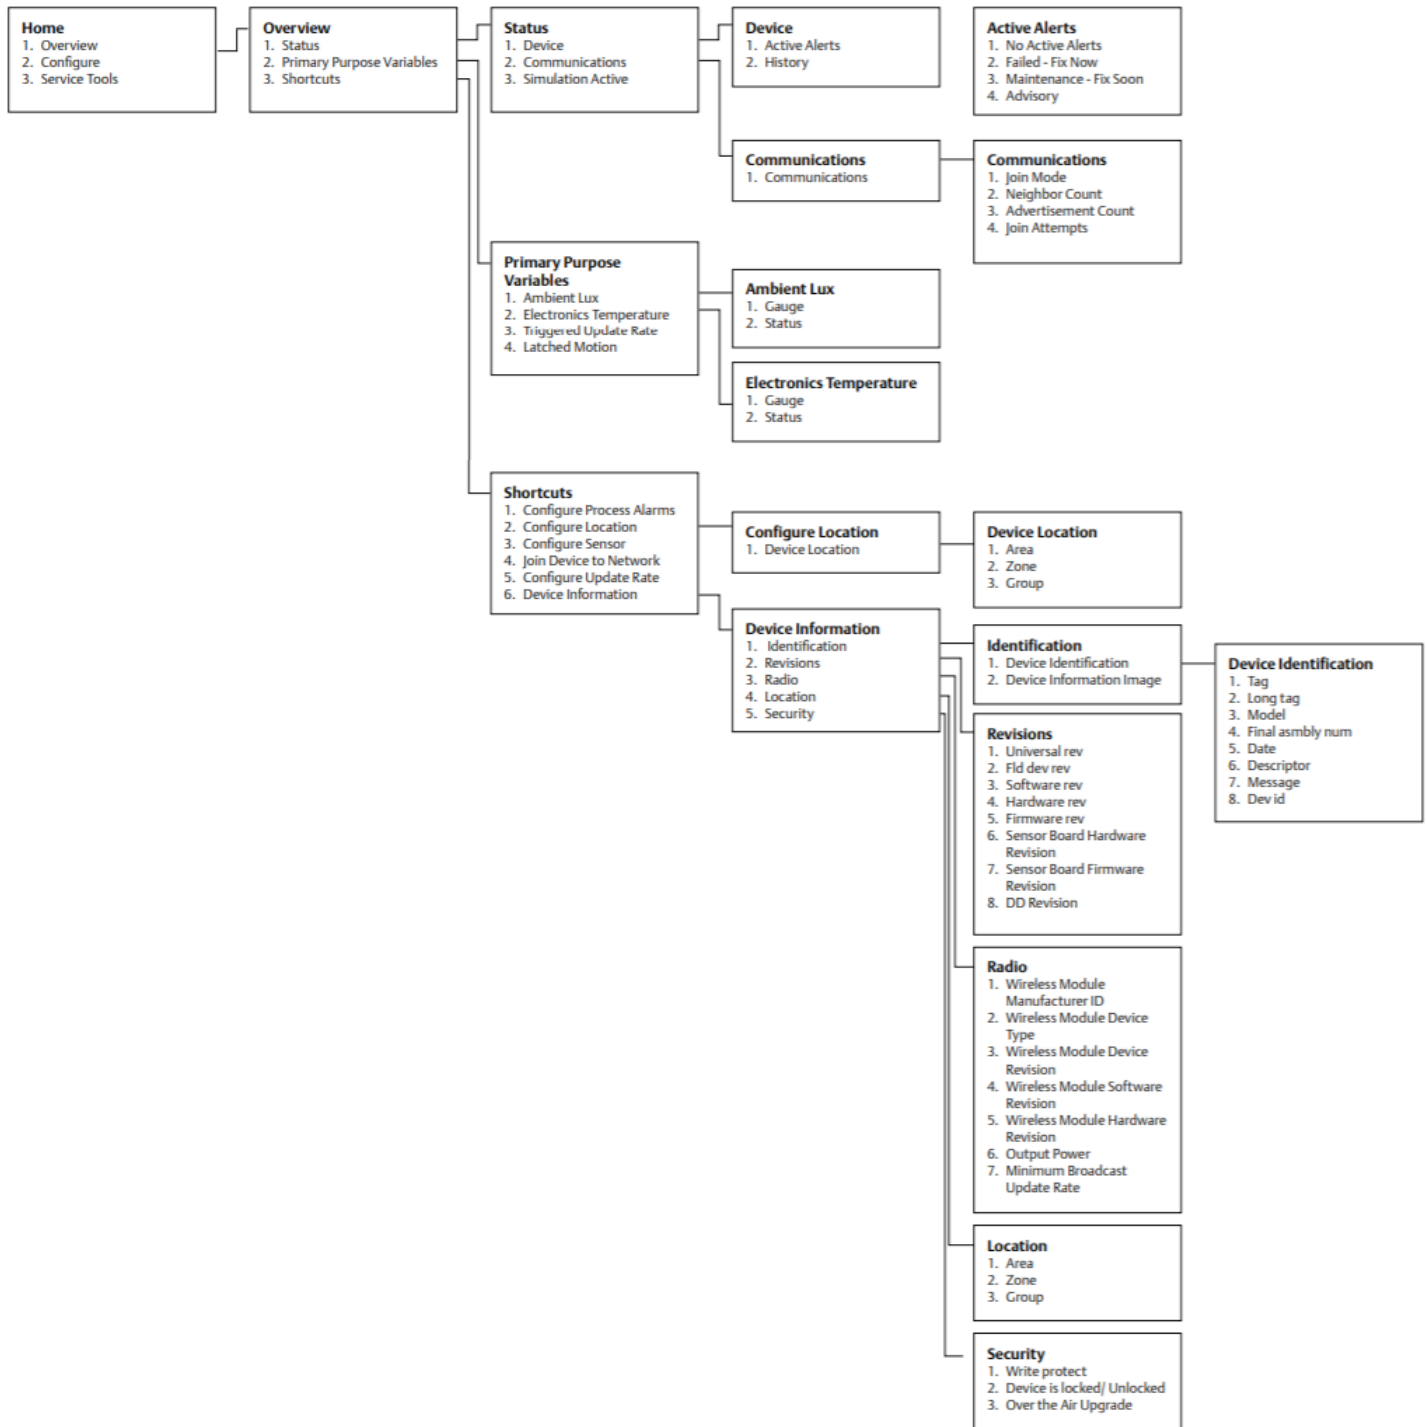 Home
1. Overview
2. Configure
3. Service Tools
Overview
1. Status
2. Primary Purpose Variables
3. Shortcuts
Status
1. Device
2. Communications
3. Simulation Active
Device
1. Active Alerts
2. History
Active Alerts
1. No Active Alerts
2. Failed - Fix Now
3. Maintenance - Fix Soon
4. Advisory
Communications
1. Communications
Communications
1. Join Mode
2. Neighbor Count
3. Advertisement Count
4. Join Attempts
Primary Purpose
Variables
1. Ambient Lux
2. Electronics Temperature
3. Triggered Update Rate
4. Latched Motion
Ambient Lux
1. Gauge
2. Status
Electronics Temperature
1. Gauge
2. Status
Shortcuts
1. Configure Process Alarms
2. Configure Location
3. Configure Sensor
4. Join Device to Network
5. Configure Update Rate
6. Device Information
Configure Location
1. Device Location
Device Location
1. Area
2. Zone
3. Group
Device Information
1. Identification
2. Revisions
3. Radio
4. Location
5. Security
Identification
1. Device Identification
2. Device Information Image
Device Identification
1. Tag
2. Long tag
3. Model
4. Final asmbly num
5. Date
6. Descriptor
7. Message
8. Dev id
Revisions
1. Universal rev
2. Fld dev rev
3. Software rev
4. Hardware rev
5. Firmware rev
6. Sensor Board Hardware
Revision
7. Sensor Board Firmware
Revision
8. DD Revision
Radio
1. Wireless Module
Manufacturer ID
2. Wireless Module Device
Type
3. Wireless Module Device
Revision
4. Wireless Module Software
Revision
5. Wireless Module Hardware
Revision
6. Output Power
7. Minimum Broadcast
Update Rate
Location
1. Area
2. Zone
3. Group
Security
1. Write protect
2. Device is locked/ Unlocked
3. Over the Air Upgrade